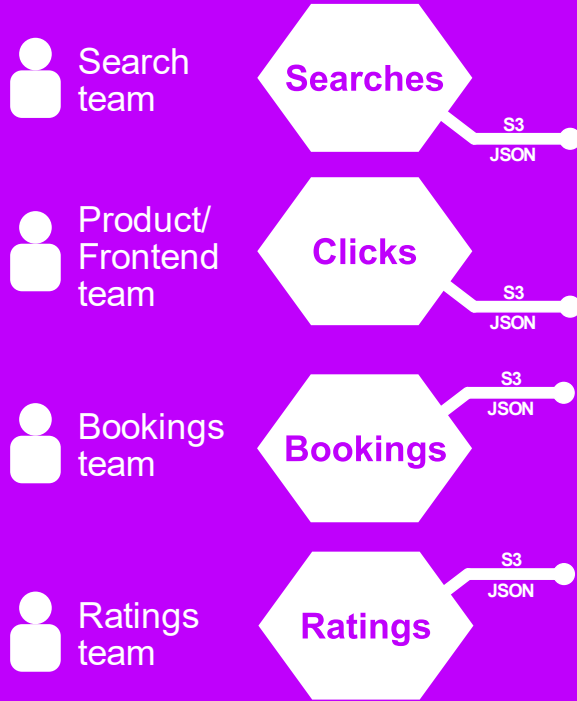 Search
team
Searches
S3
JSON
Product/
Frontend
team
Clicks
S3
JSON
Bookings
team
Bookings
S3
JSON
Ratings
team
Ratings
S3
JSON